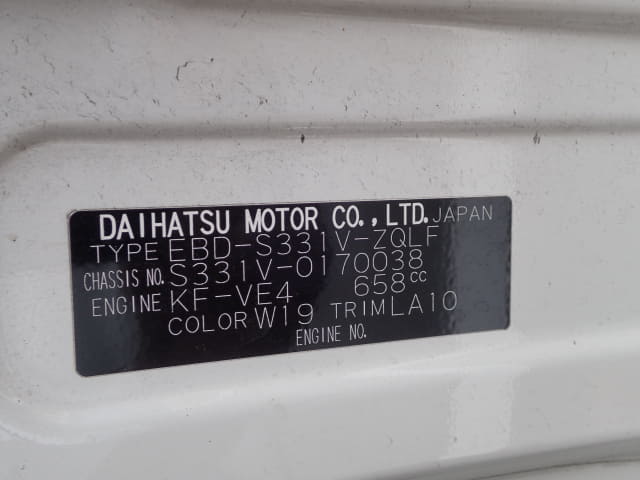 DAIHATSU MOTOR CO.,LTD. JAPAN
TYPE EBD-S331V-ZQLF
CHASSIS NO. S331V-0170038
ENGINE KF-VE4 658cc
COLOR W19 TRIM LA10
ENGINE NO.